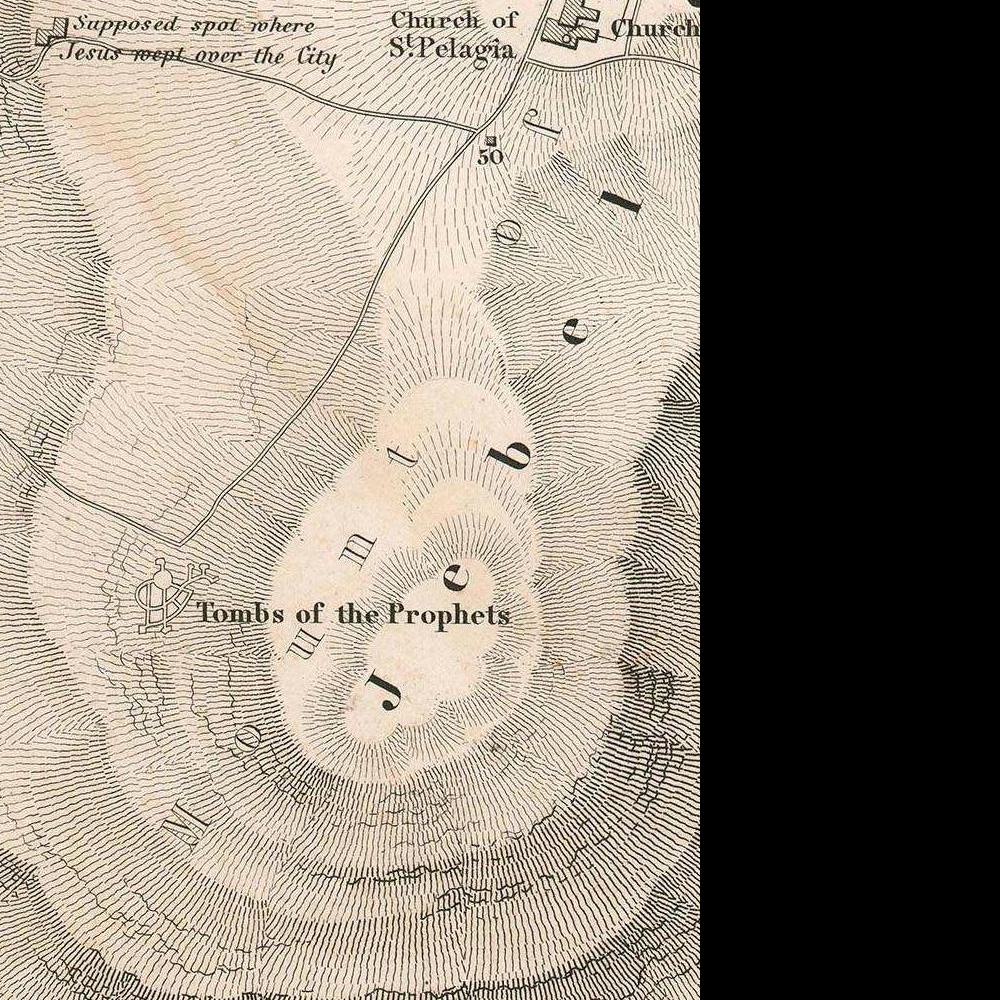 Supposed spot where
Jesus wept over the City
Church of
St. Pelagia
Church
50
Tombs of the Prophets
Mount of
Jebel